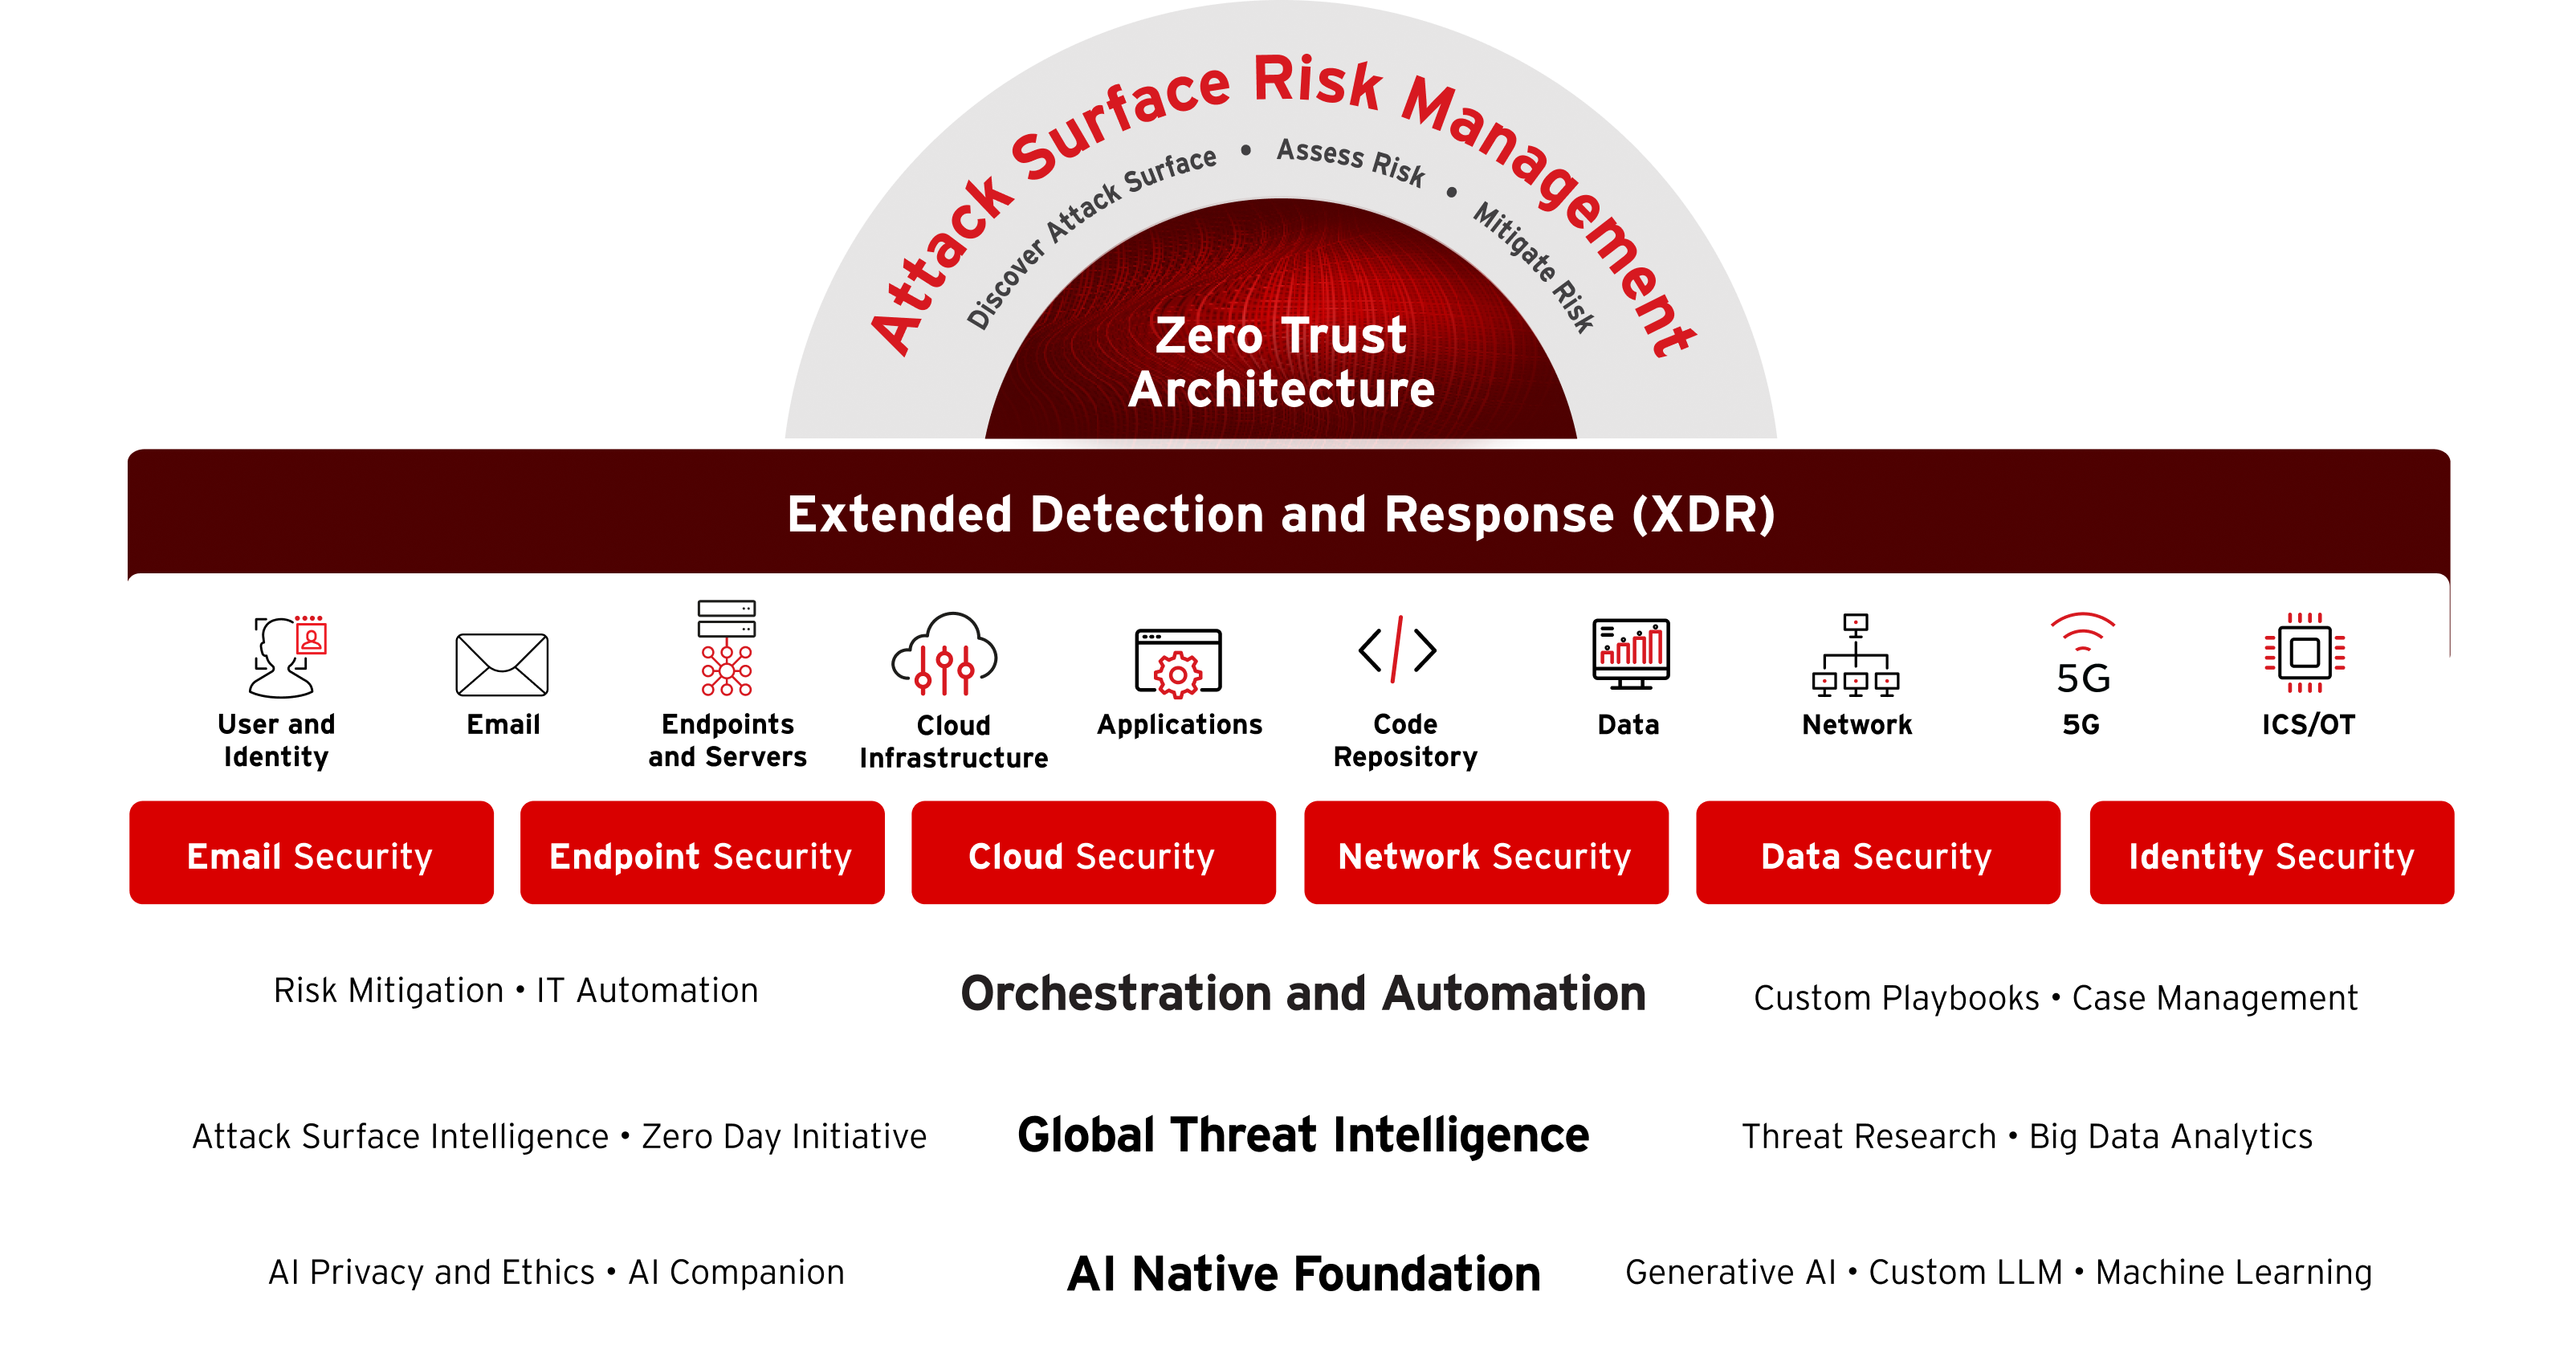 Attack Surface Risk Management
Discover Attack Surface • Assess Risk • Mitigate Risk
Zero Trust
Architecture
Extended Detection and Response (XDR)
User and
Identity
Email
Endpoints
and Servers
Cloud
Infrastructure
Applications
Code
Repository
Data
Network
5G
5G
ICS/OT
Email Security
Endpoint Security
Cloud Security
Network Security
Data Security
Identity Security
Risk Mitigation • IT Automation
Orchestration and Automation
Custom Playbooks • Case Management
Attack Surface Intelligence • Zero Day Initiative
Global Threat Intelligence
Threat Research • Big Data Analytics
AI Privacy and Ethics • AI Companion
AI Native Foundation
Generative AI • Custom LLM • Machine Learning